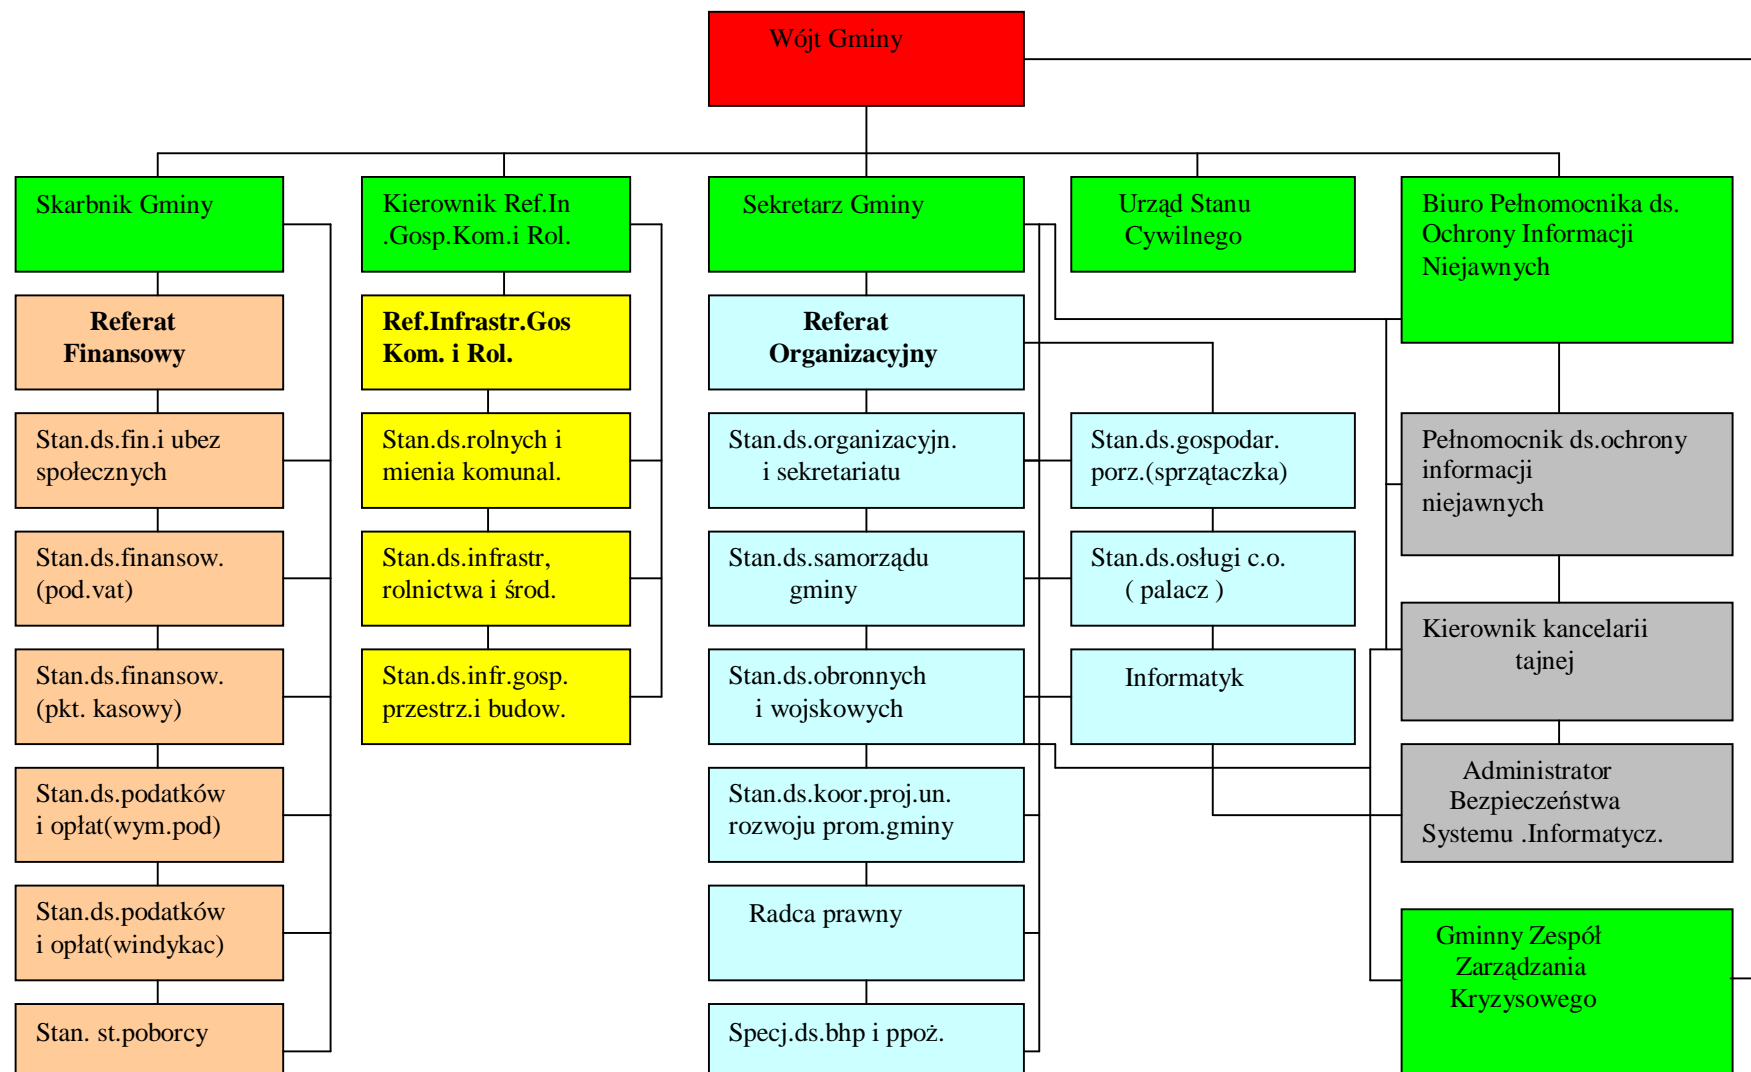 Wójt Gminy
Skarbnik Gminy
Kierownik Ref.In
.Gosp.Kom.i Rol.
Sekretarz Gminy
Urząd Stanu
Cywilnego
Biuro Pełnomocnika ds.
Ochrony Informacji
Niejawnych
Referat
Finansowy
Ref.Infrastr.Gos
Kom. i Rol.
Referat
Organizacyjny
Stan.ds.fin.i ubez
społecznych
Stan.ds.rolnych i
mienia komunal.
Stan.ds.organizacyjn.
i sekretariatu
Stan.ds.gospodar.
porz.(sprzątaczka)
Pełnomocnik ds.ochrony
informacji
niejawnych
Stan.ds.finansow.
(pod.vat)
Stan.ds.infrastr,
rolnictwa i środ.
Stan.ds.samorządu
gminy
Stan.ds.osługi c.o.
( palacz )
Kierownik kancelarii
tajnej
Stan.ds.finansow.
(pkt. kasowy)
Stan.ds.infr.gosp.
przestrz.i budow.
Stan.ds.obronnych
i wojskowych
Informatyk
Administrator
Bezpieczeństwa
Systemu .Informatycz.
Stan.ds.podatków
i opłat(wym.pod)
Stan.ds.koor.proj.un.
rozwoju prom.gminy
Stan.ds.podatków
i opłat(windykac)
Radca prawny
Gminny Zespół
Zarządzania
Kryzysowego
Stan. st.poborcy
Specj.ds.bhp i ppoż.